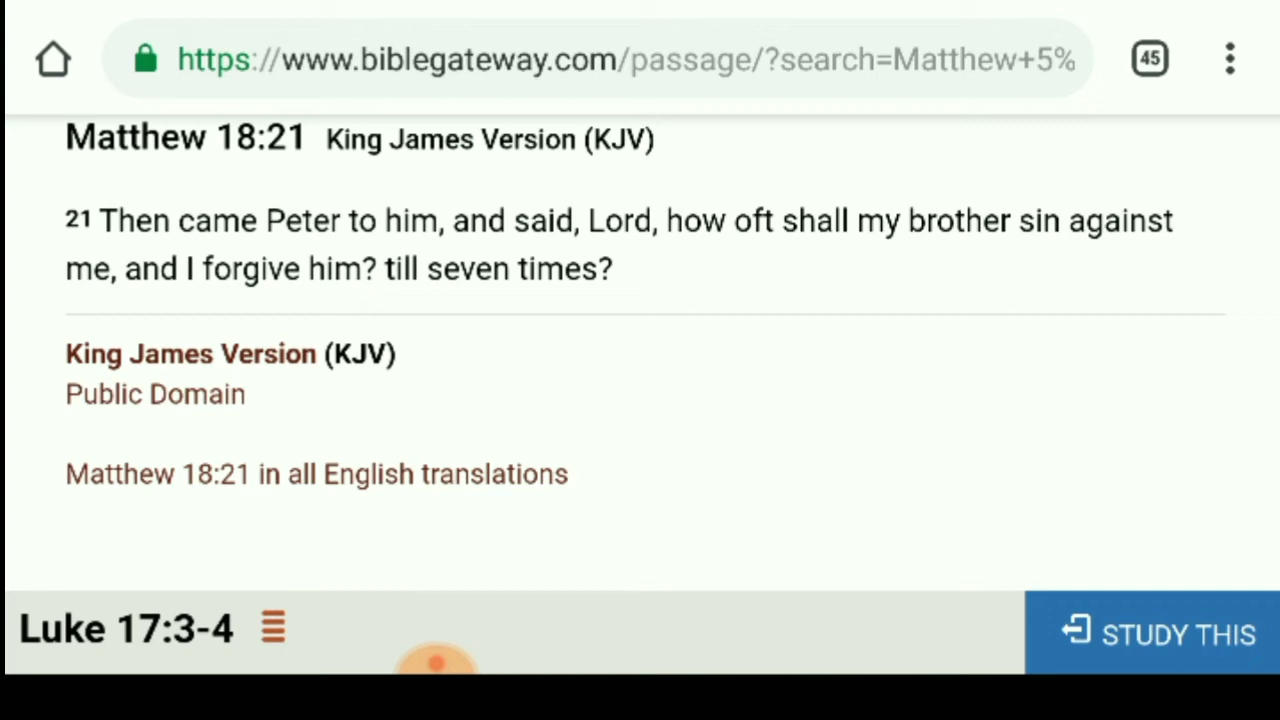 https://www.biblegateway.com/passage/?search=Matthew+5%
45
Matthew 18:21 King James Version (KJV)
21 Then came Peter to him, and said, Lord, how oft shall my brother sin against
me, and I forgive him? till seven times?
King James Version (KJV)
Public Domain
Matthew 18:21 in all English translations
Luke 17:3-4
STUDY THIS